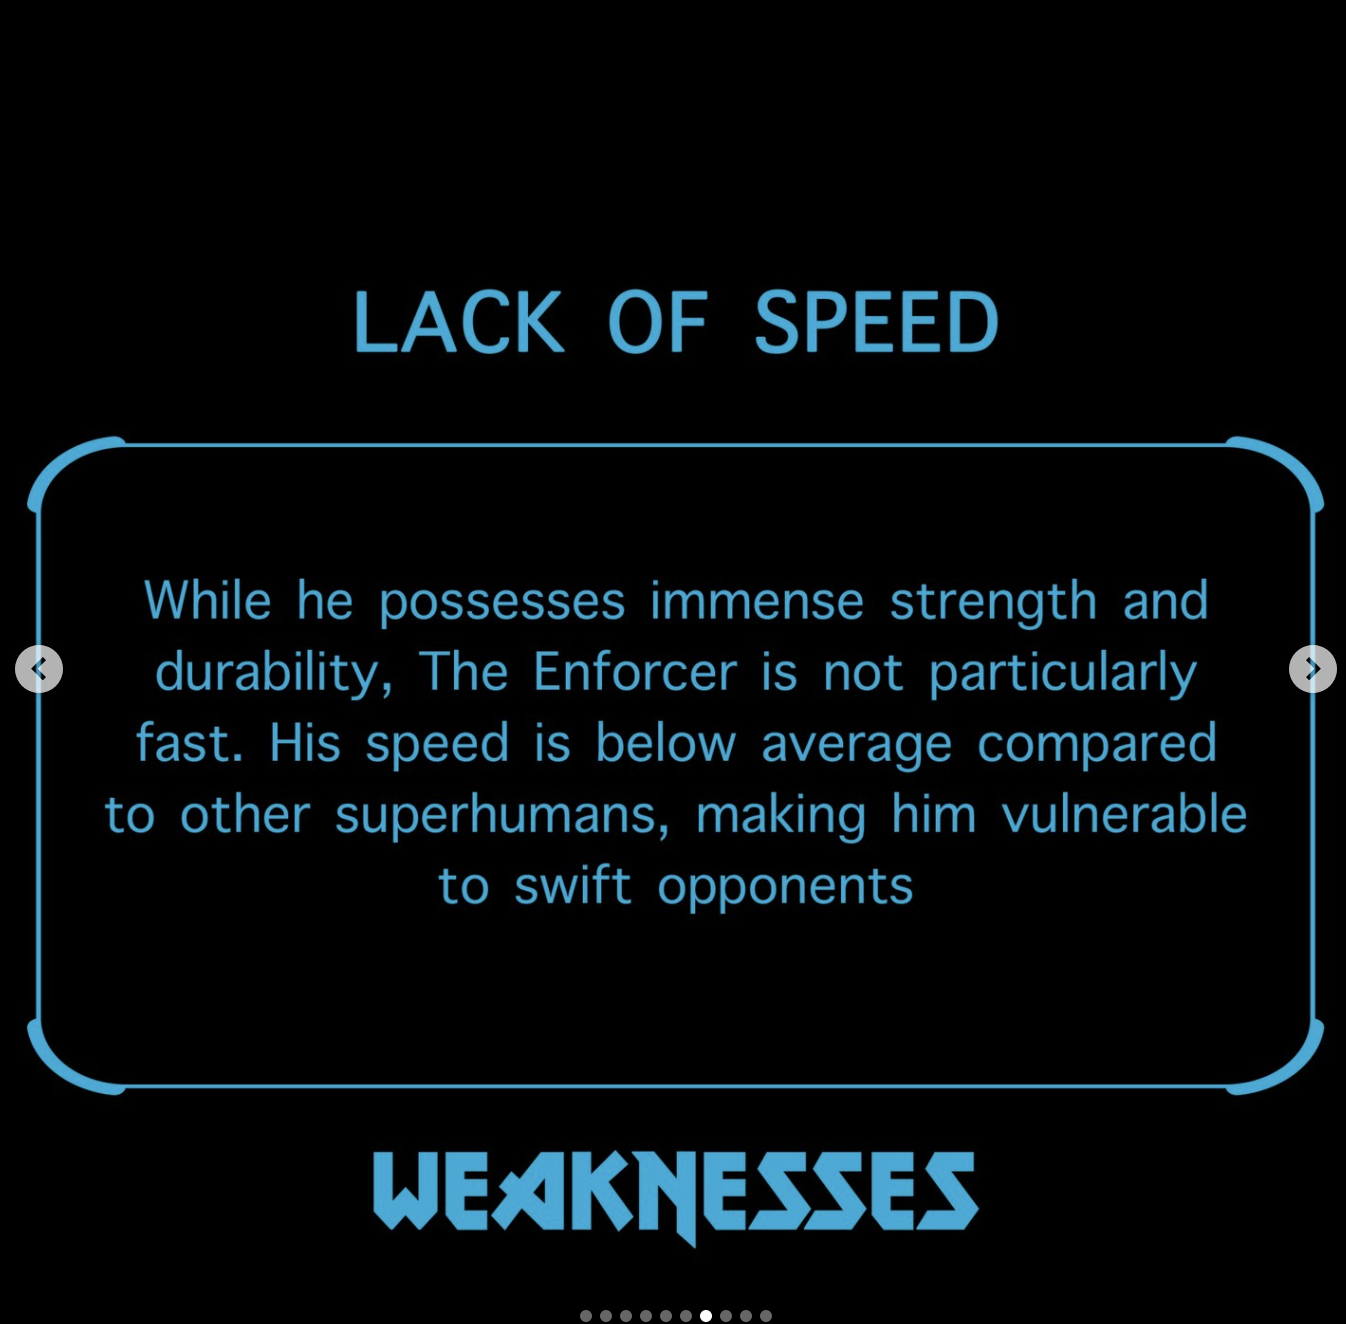 LACK OF SPEED
While he possesses immense strength and
durability, The Enforcer is not particularly
fast. His speed is below average compared
to other superhumans, making him vulnerable
to swift opponents
WEAKNESSES